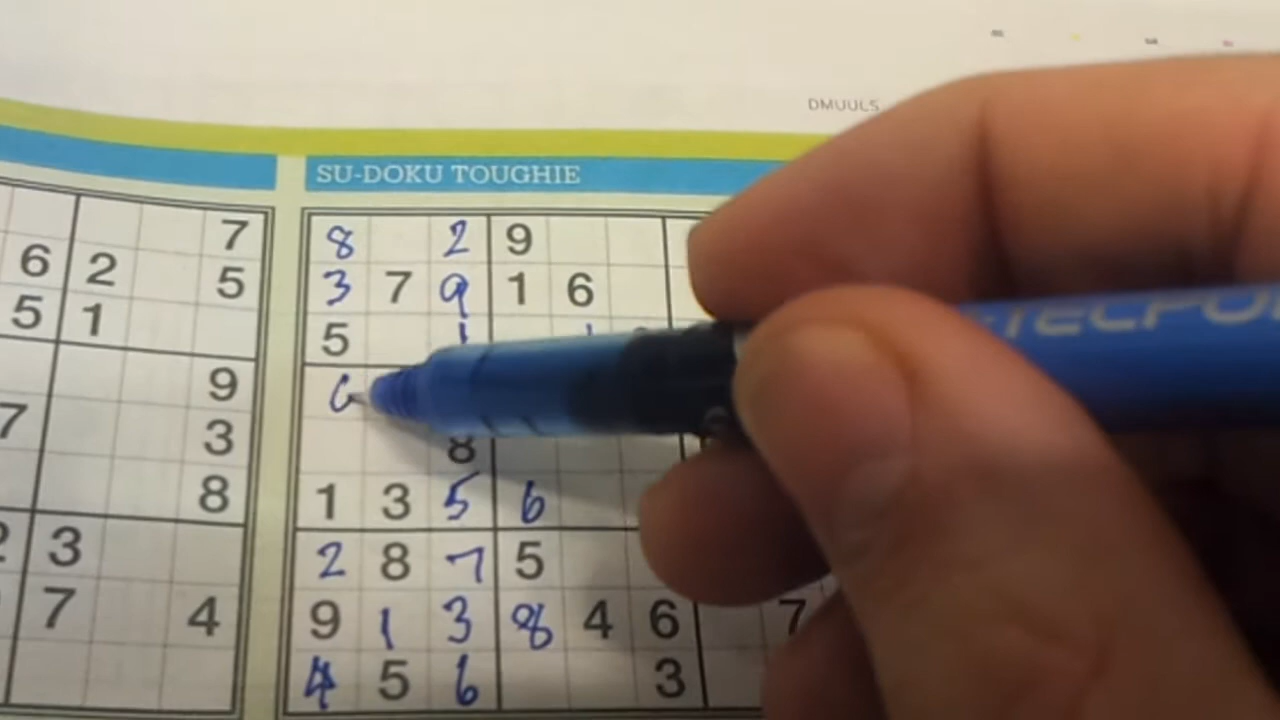 DMUULS
SU-DOKU TOUGHIE
7
6 2 5
5 1
9
7 3
8
3
7 4
8 2 9
3 7 9 1 6
5 1
8
1 3 5 6
2 8 7 5
9 1 3 8 4 6 7
4 5 6 3